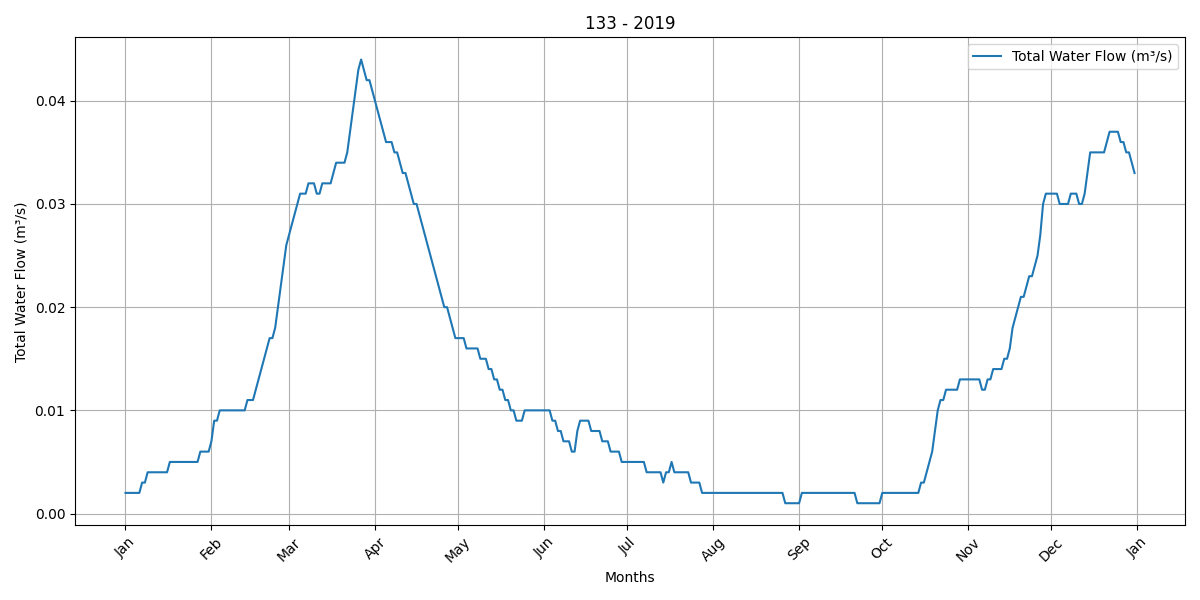 133 - 2019
Total Water Flow (m³/s)
Total Water Flow (m³/s)
0.04
0.03
0.02
0.01
0.00
Jan
Feb
Mar
Apr
May
Jun
Jul
Aug
Sep
Oct
Nov
Dec
Jan
Months